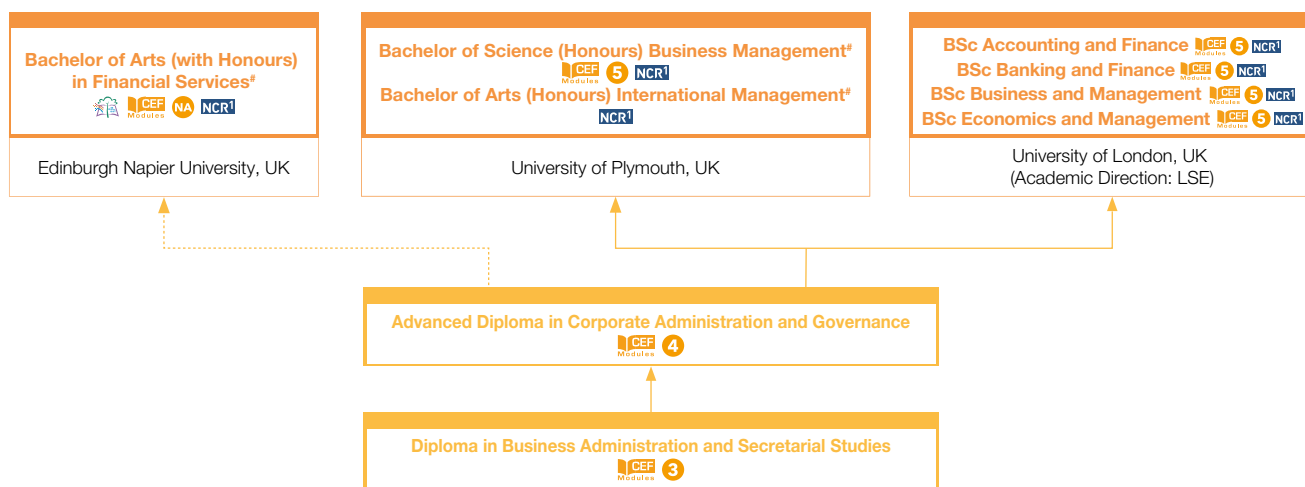 Bachelor of Arts (with Honours)
in Financial Services#
CEF Modules NA NCR1
Edinburgh Napier University, UK
Bachelor of Science (Honours) Business Management#
CEF Modules 5 NCR1
Bachelor of Arts (Honours) International Management#
NCR1
University of Plymouth, UK
BSc Accounting and Finance CEF Modules 5 NCR1
BSc Banking and Finance CEF Modules 5 NCR1
BSc Business and Management CEF Modules 5 NCR1
BSc Economics and Management CEF Modules 5 NCR1
University of London, UK
(Academic Direction: LSE)
Advanced Diploma in Corporate Administration and Governance
CEF Modules 4
Diploma in Business Administration and Secretarial Studies
CEF Modules 3